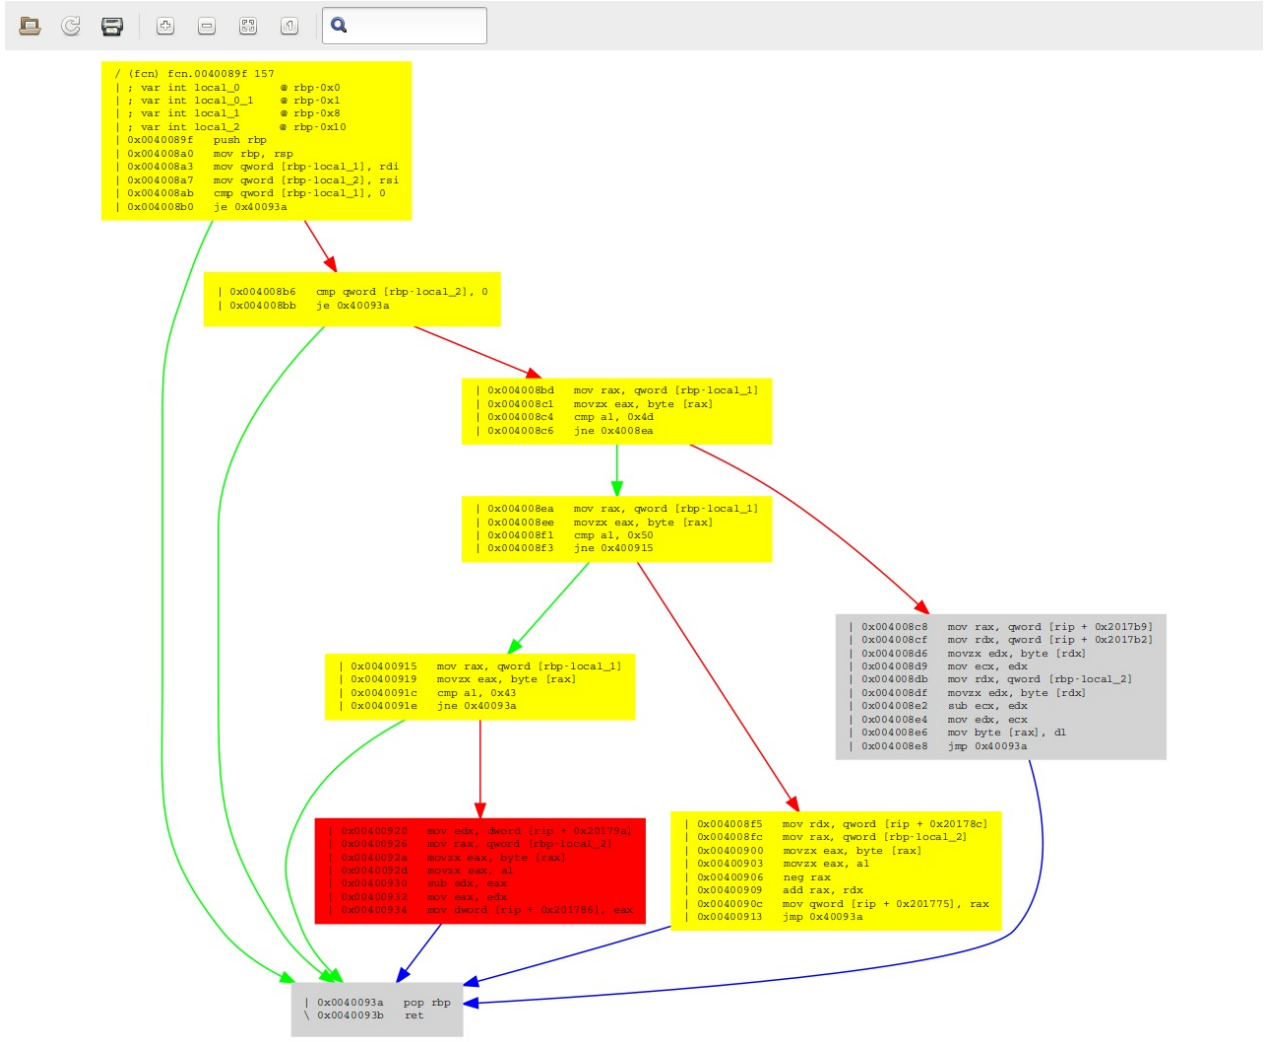 / (fcn) fcn.0040089f 157
| ; var int local_0 @ rbp-0x0
| ; var int local_0_1 @ rbp-0x1
| ; var int local_1 @ rbp-0x8
| ; var int local_2 @ rbp-0x10
| 0x0040089f push rbp
| 0x004008a0 mov rbp, rsp
| 0x004008a3 mov qword [rbp-local_1], rdi
| 0x004008a7 mov qword [rbp-local_2], rsi
| 0x004008ab cmp qword [rbp-local_1], 0
| 0x004008b0 je 0x40093a
| 0x004008b6 cmp qword [rbp-local_2], 0
| 0x004008bb je 0x40093a
| 0x004008bd mov rax, qword [rbp-local_1]
| 0x004008c1 movzx eax, byte [rax]
| 0x004008c4 cmp al, 0x4d
| 0x004008c6 jne 0x4008ea
| 0x004008ea mov rax, qword [rbp-local_1]
| 0x004008ee movzx eax, byte [rax]
| 0x004008f1 cmp al, 0x50
| 0x004008f3 jne 0x400915
| 0x004008c8 mov rax, qword [rip + 0x2017b9]
| 0x004008cf mov rdx, qword [rip + 0x2017b2]
| 0x004008d6 movzx edx, byte [rdx]
| 0x004008d9 mov ecx, edx
| 0x004008db mov rdx, qword [rbp-local_2]
| 0x004008df movzx edx, byte [rdx]
| 0x004008e2 sub ecx, edx
| 0x004008e4 mov edx, ecx
| 0x004008e6 mov byte [rax], dl
| 0x004008e8 jmp 0x40093a
| 0x00400915 mov rax, qword [rbp-local_1]
| 0x00400919 movzx eax, byte [rax]
| 0x0040091c cmp al, 0x43
| 0x0040091e jne 0x40093a
| 0x00400920 mov edx, dword [rip + 0x20179a]
| 0x00400926 mov rax, qword [rbp-local_2]
| 0x0040092a movzx eax, byte [rax]
| 0x0040092d movzx eax, al
| 0x00400930 sub edx, eax
| 0x00400932 mov eax, edx
| 0x00400934 mov dword [rip + 0x201786], eax
| 0x004008f5 mov rdx, qword [rip + 0x20178c]
| 0x004008fc mov rax, qword [rbp-local_2]
| 0x00400900 movzx eax, byte [rax]
| 0x00400903 movzx eax, al
| 0x00400906 neg rax
| 0x00400909 add rax, rdx
| 0x0040090c mov qword [rip + 0x201775], rax
| 0x00400913 jmp 0x40093a
| 0x0040093a pop rbp
\ 0x0040093b ret